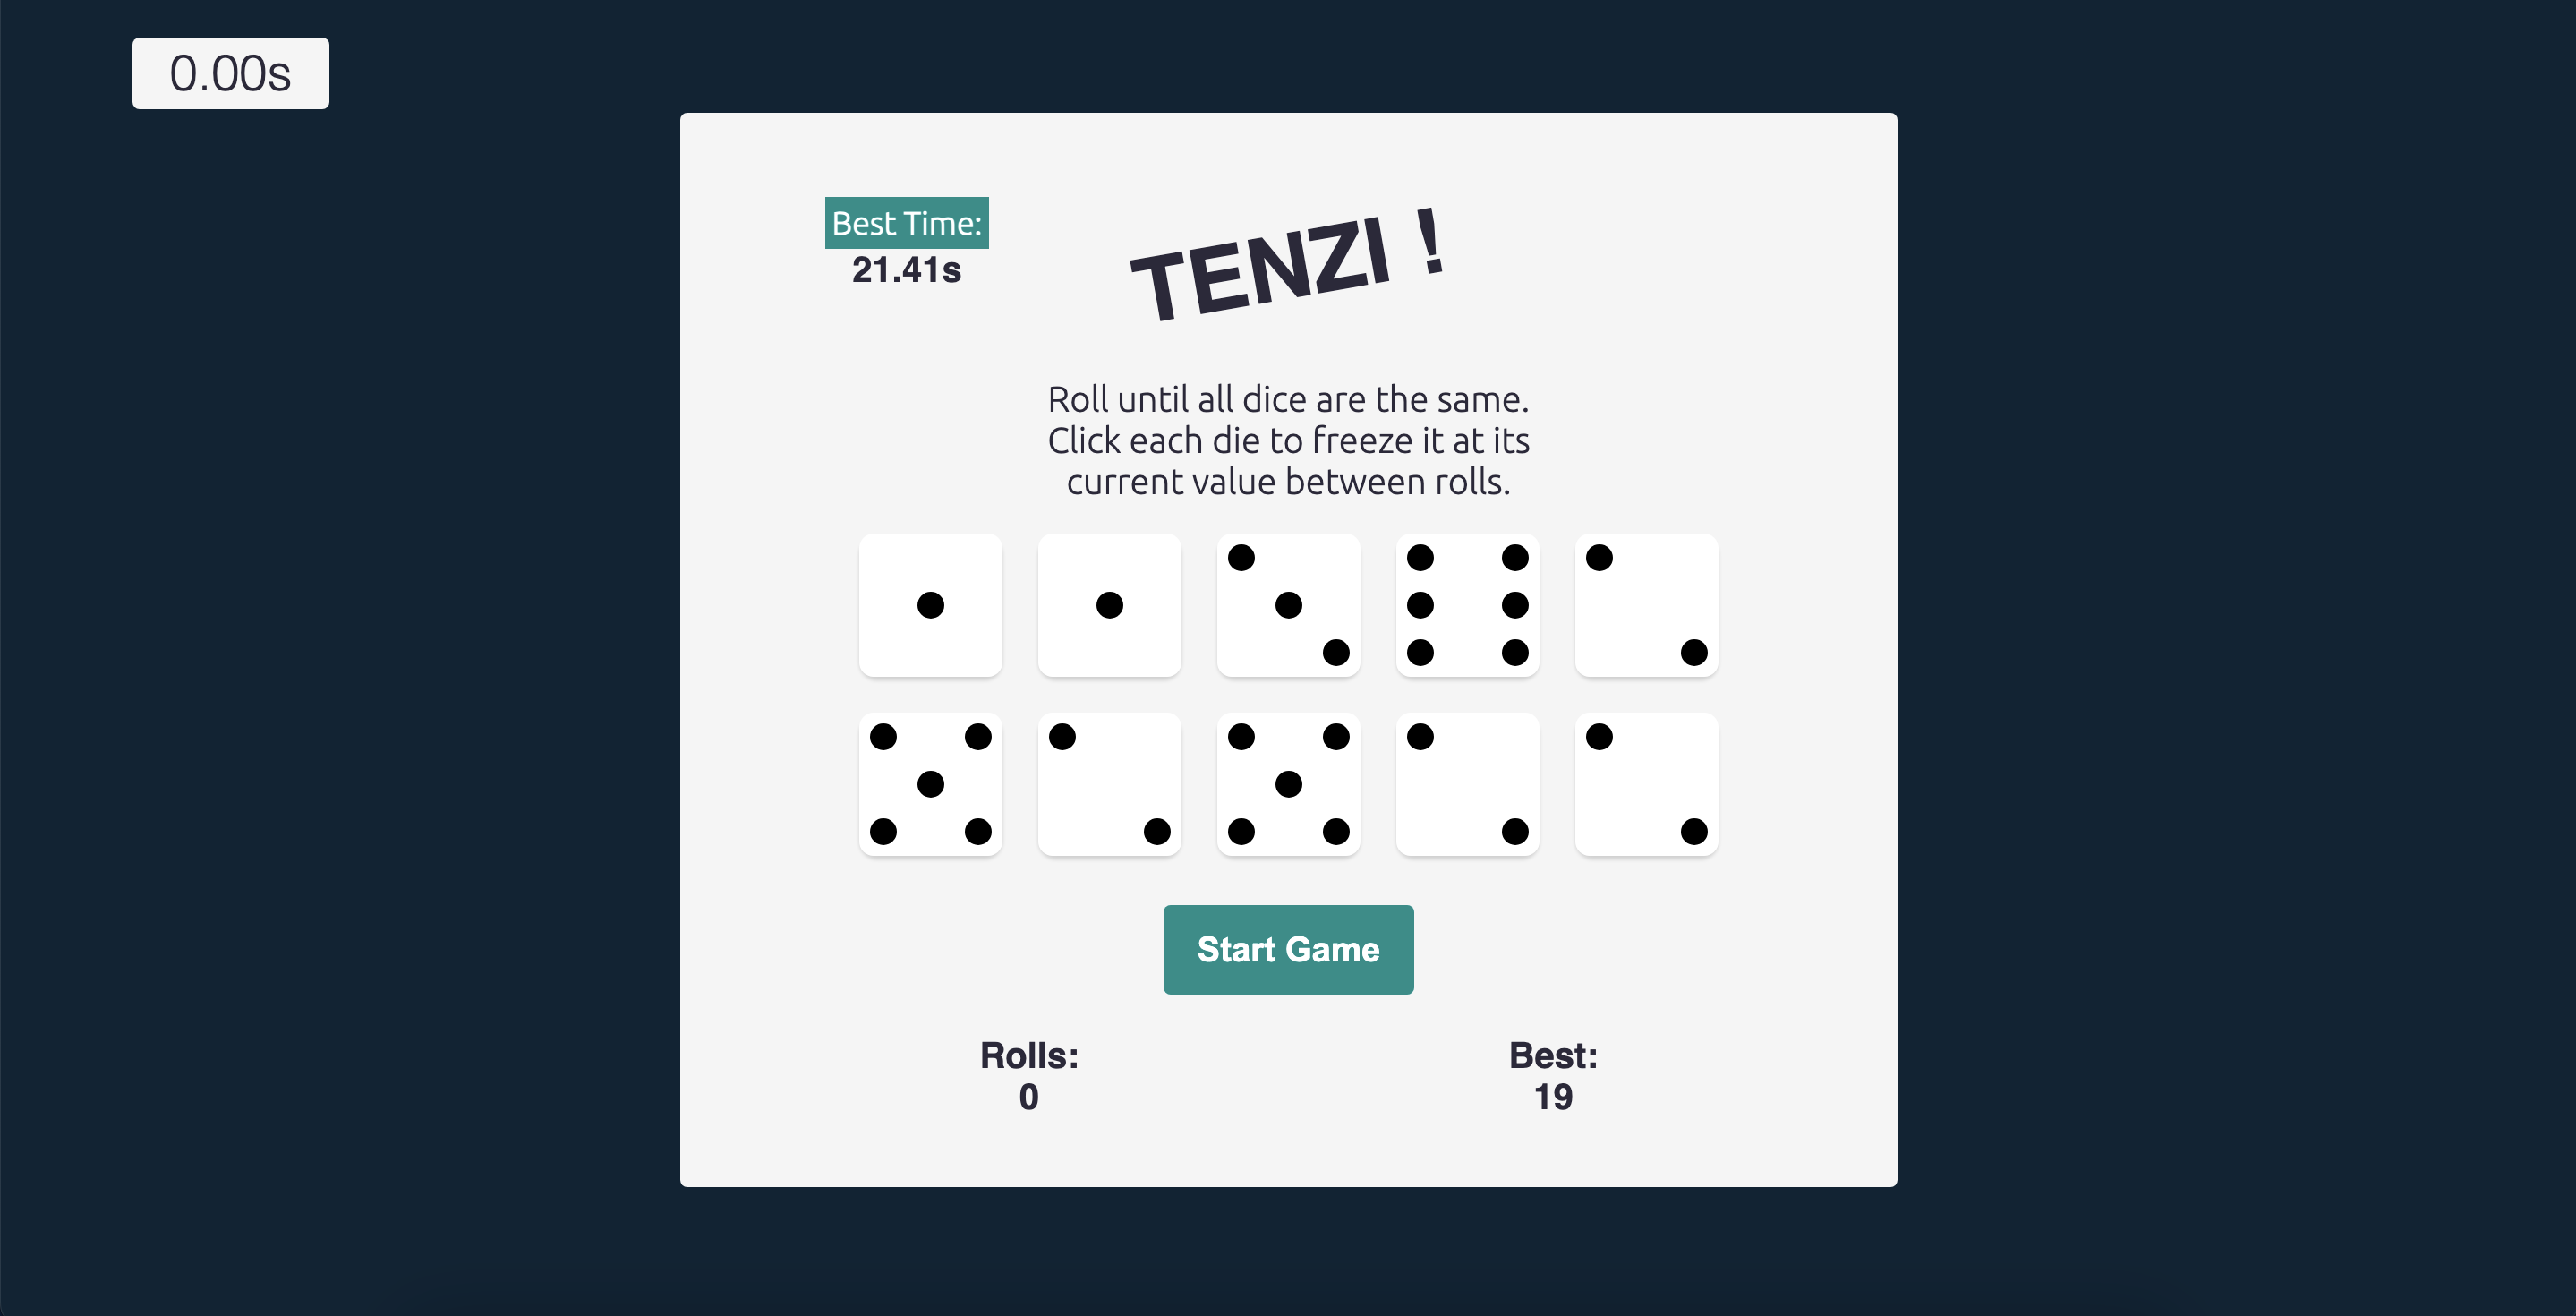 0.00s
Best Time:
21.41s
TENZI !
Roll until all dice are the same.
Click each die to freeze it at its
current value between rolls.
Start Game
Rolls:
0
Best:
19